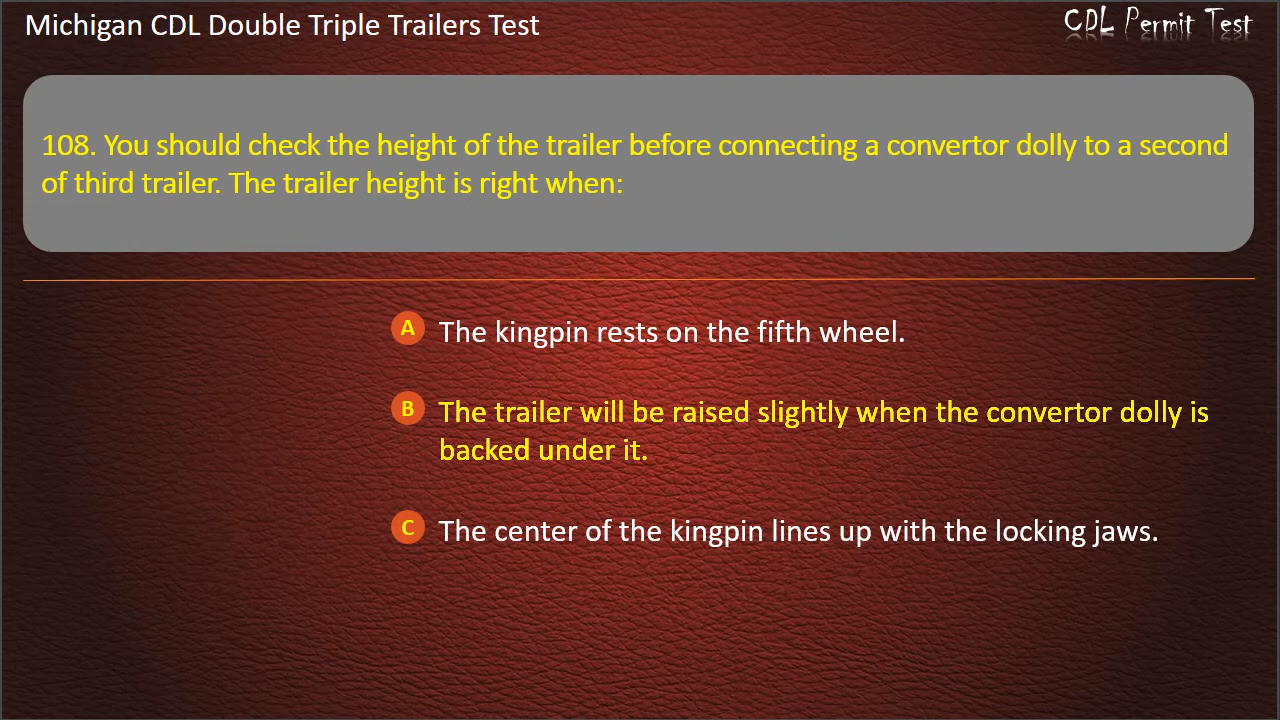 Michigan CDL Double Triple Trailers Test
CDL Permit Test
108. You should check the height of the trailer before connecting a convertor dolly to a second
of third trailer. The trailer height is right when:
A The kingpin rests on the fifth wheel.
B The trailer will be raised slightly when the convertor dolly is
backed under it.
C The center of the kingpin lines up with the locking jaws.